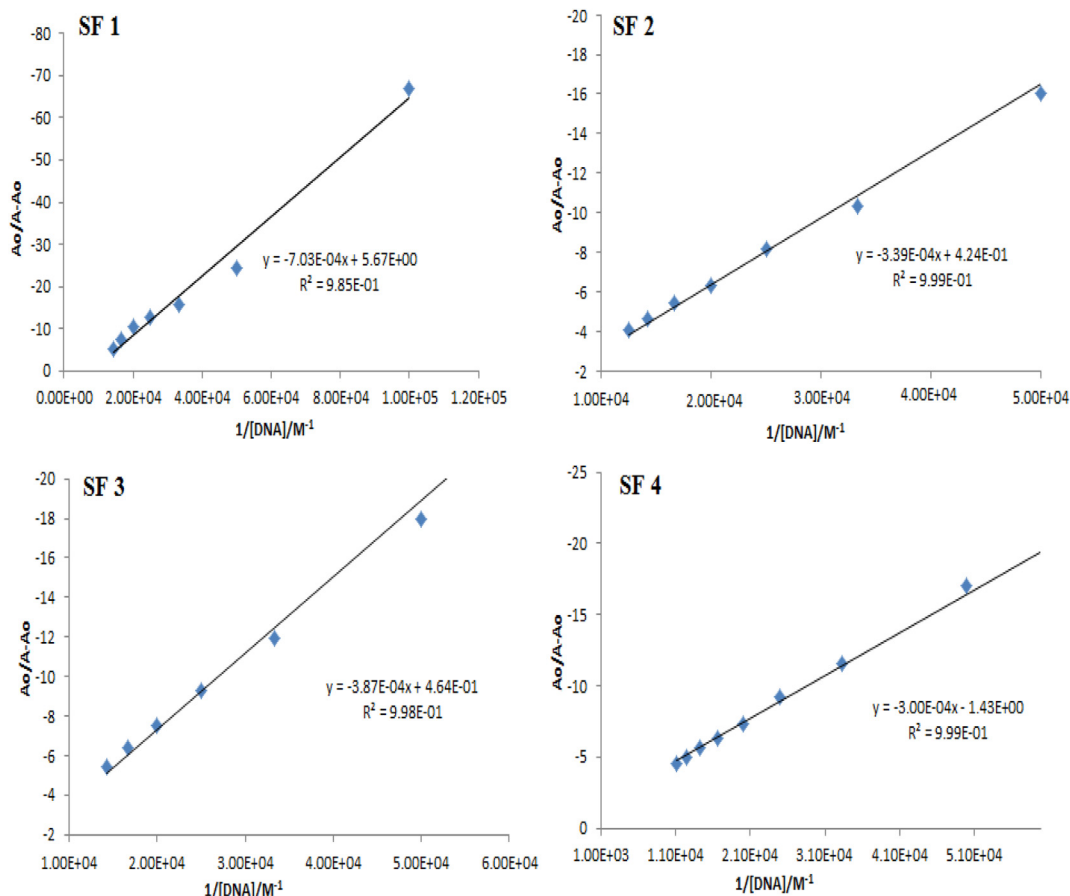 SF 1
-80
-70
-60
-50
-40
-30
-20
-10
0
Ao/A-Ao
y = -7.03E-04x + 5.67E+00
R² = 9.85E-01
0.00E+00 2.00E+04 4.00E+04 6.00E+04 8.00E+04 1.00E+05 1.20E+05
1/[DNA]/M⁻¹
SF 2
-20
-18
-16
-14
-12
-10
-8
-6
-4
-2
Ao/A-Ao
y = -3.39E-04x + 4.24E-01
R² = 9.99E-01
1.00E+04 2.00E+04 3.00E+04 4.00E+04 5.00E+04
1/[DNA]/M⁻¹
SF 3
-20
-18
-16
-14
-12
-10
-8
-6
-4
-2
Ao/A-Ao
y = -3.87E-04x + 4.64E-01
R² = 9.98E-01
1.00E+04 2.00E+04 3.00E+04 4.00E+04 5.00E+04 6.00E+04
1/[DNA]/M⁻¹
SF 4
-25
-20
-15
-10
-5
0
Ao/A-Ao
y = -3.00E-04x - 1.43E+00
R² = 9.99E-01
1.00E+03 1.10E+04 2.10E+04 3.10E+04 4.10E+04 5.10E+04
1/[DNA]/M⁻¹